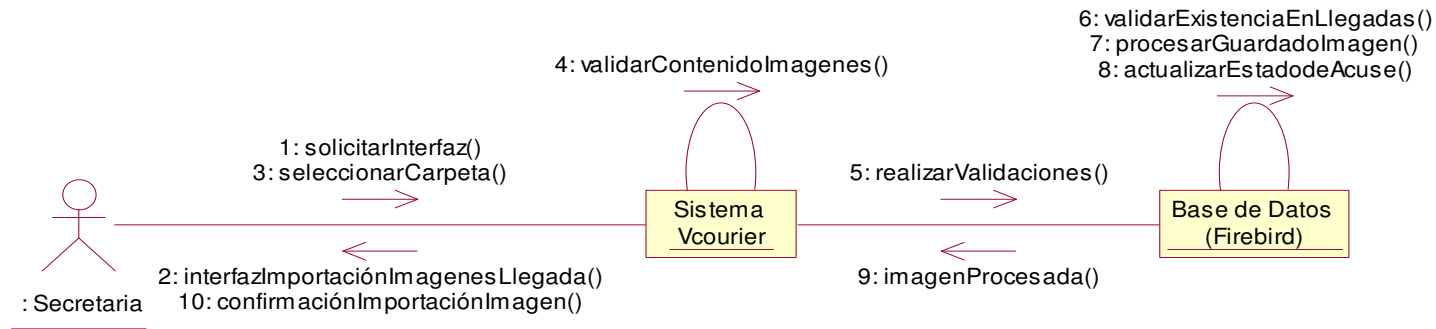 6: validarExistenciaEnLlegadas()
7: procesarGuardadoImagen()
8: actualizarEstadodeAcuse()
4: validarContenidoImagenes()
1: solicitarInterfaz()
3: seleccionarCarpeta()
5: realizarValidaciones()
Sistema
Vcourier
Base de Datos
(Firebird)
2: interfazImportaciónImagenesLlegada()
10: confirmaciónImportaciónImagen()
9: imagenProcesada()
: Secretaria